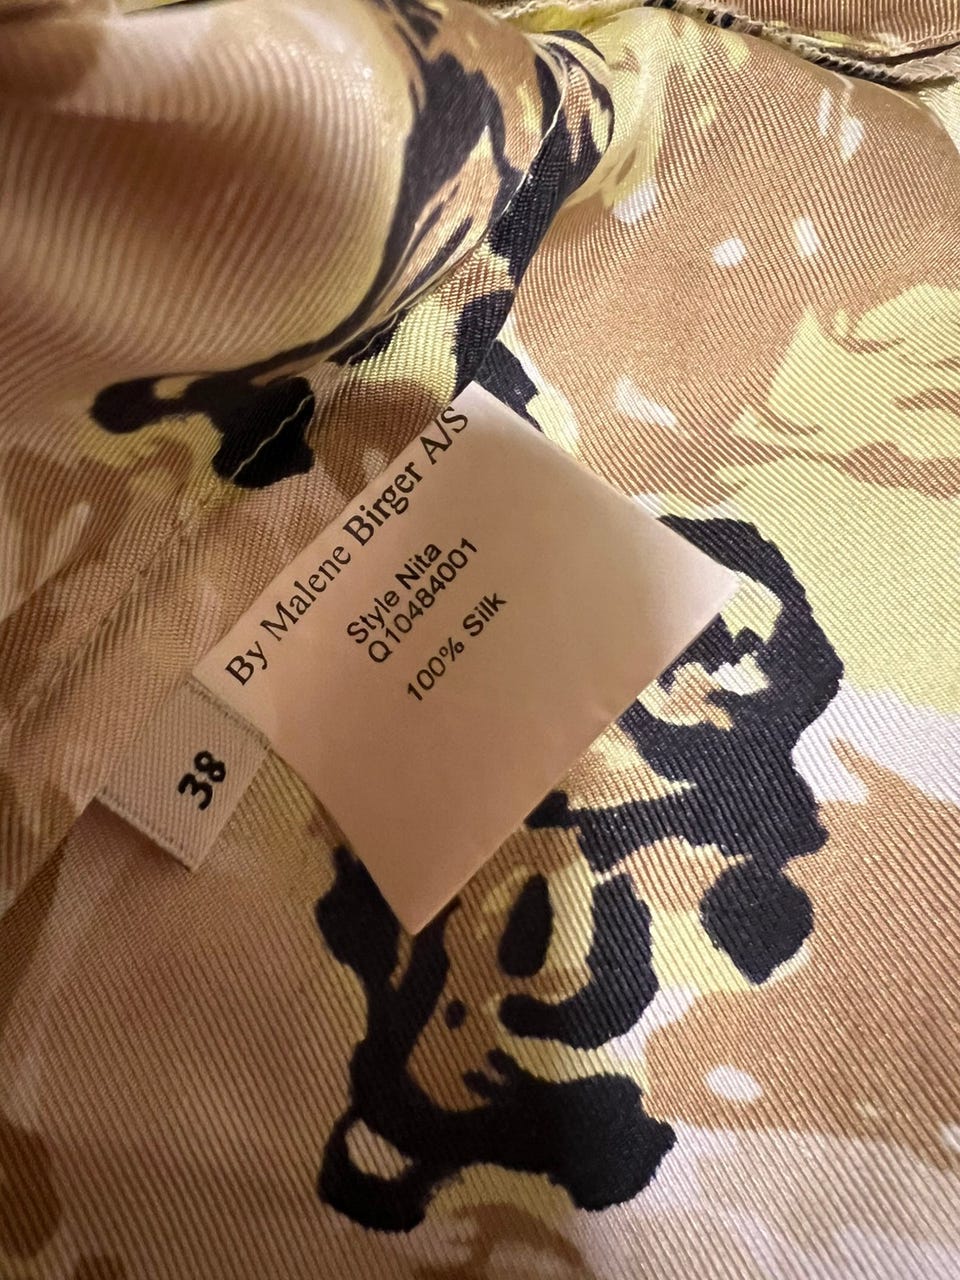 By Malene Birger A/S
Style Nita
Q10484001
100% Silk
38